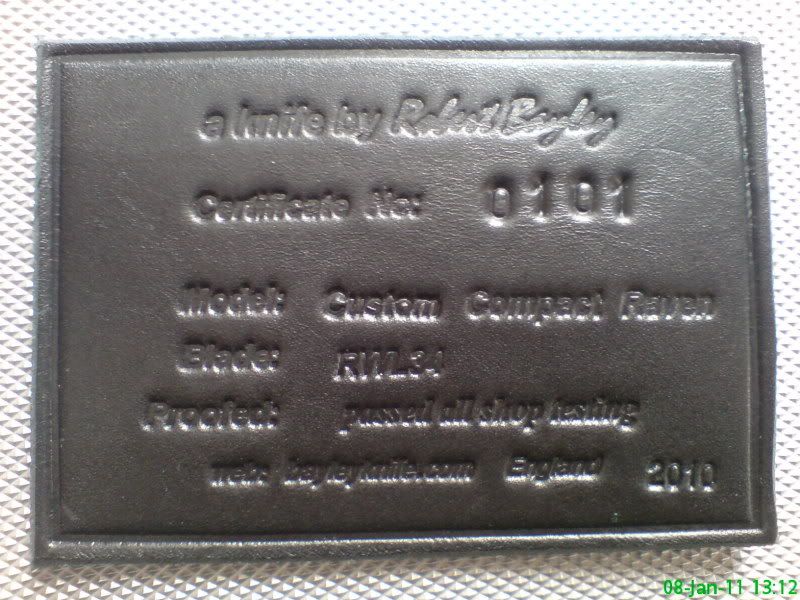 a knife by Robert Bayley
Certificate No: 0101
Model: Custom Compact Raven
Blade: RWL34
Proofed: passed all shop testing
web: bayleyknife.com England 2010
08-Jan-11 13:12